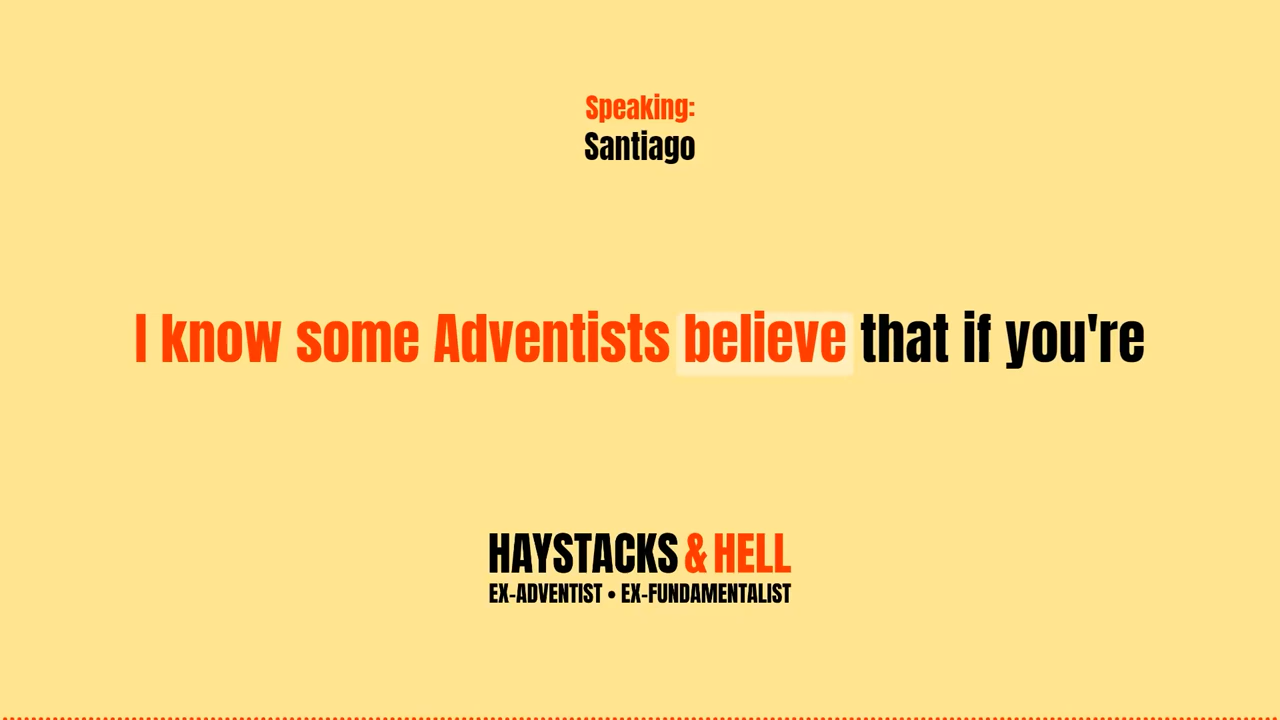 Speaking:
Santiago
I know some Adventists believe that if you're
HAYSTACKS & HELL
EX-ADVENTIST • EX-FUNDAMENTALIST